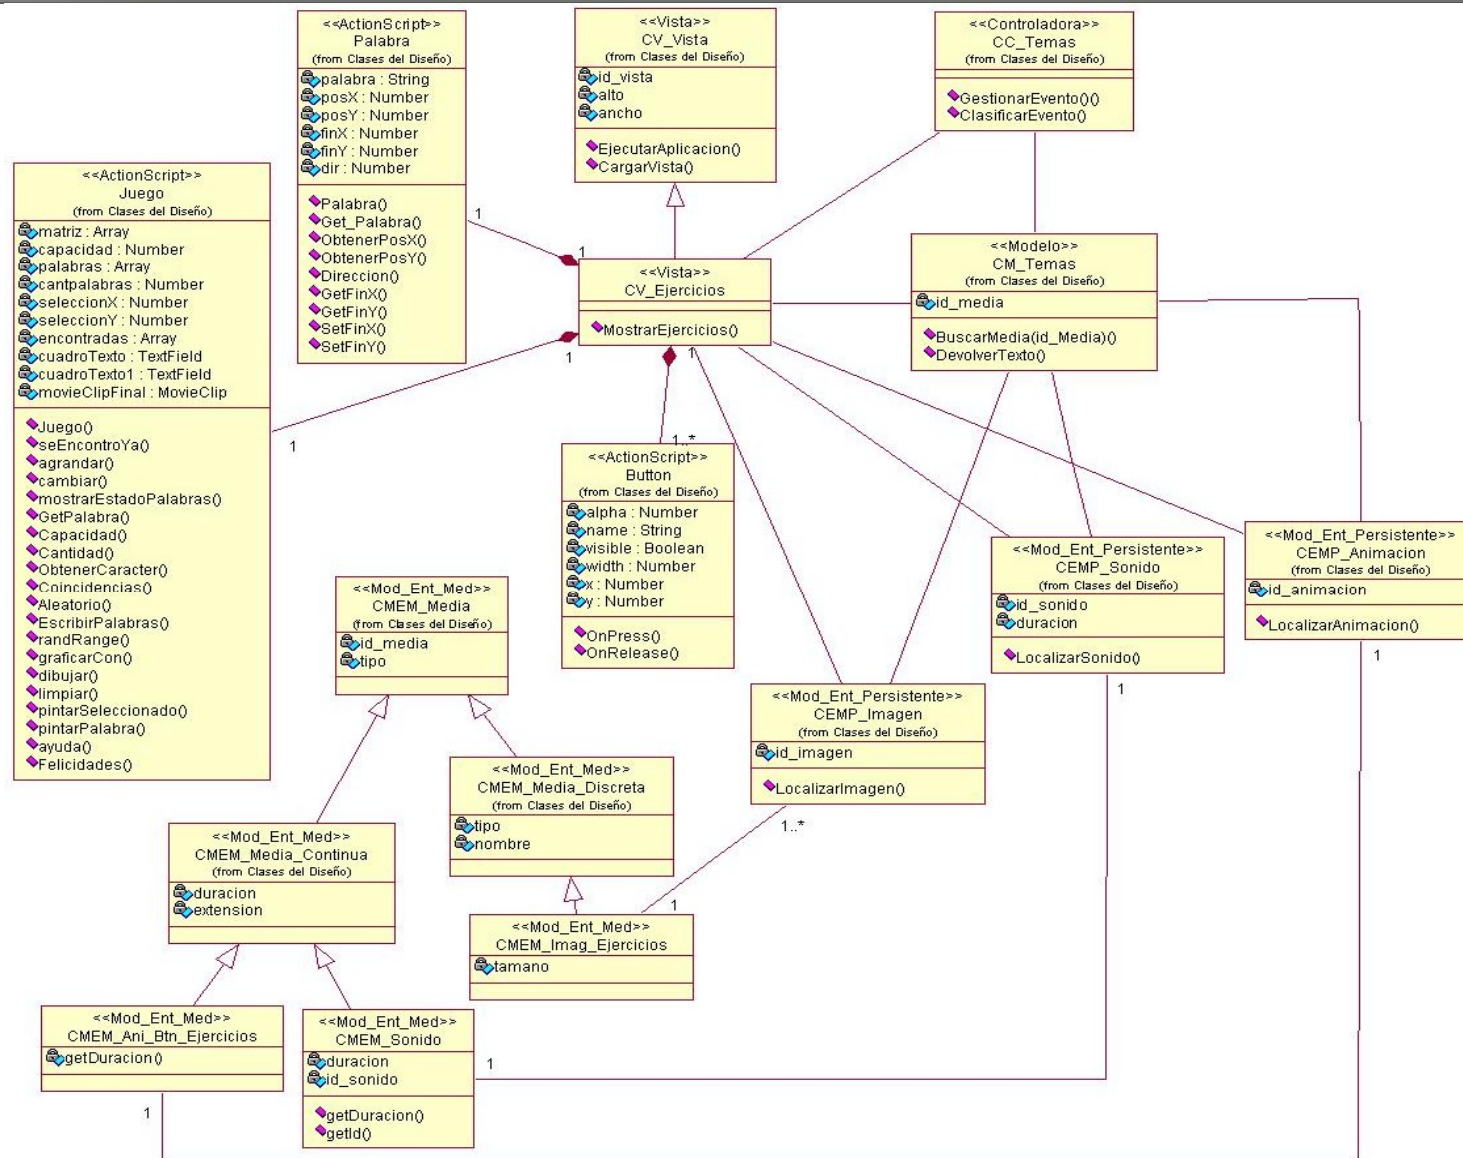 <<ActionScript>>
Palabra
(from Clases del Diseño)
palabra : String
posX : Number
posY : Number
finX : Number
finY : Number
dir : Number
Palabra()
Get_Palabra()
ObtenerPosX()
ObtenerPosY()
Direccion()
GetFinX()
GetFinY()
SetFinX()
SetFinY()
<<Vista>>
CV_Vista
(from Clases del Diseño)
id_vista
alto
ancho
EjecutarAplicacion()
CargarVista()
<<Controladora>>
CC_Temas
(from Clases del Diseño)
GestionarEvento()()
ClasificarEvento()
<<ActionScript>>
Juego
(from Clases del Diseño)
matriz : Array
capacidad : Number
palabras : Array
cantpalabras : Number
seleccionX : Number
seleccionY : Number
encontradas : Array
cuadroTexto : TextField
cuadroTexto1 : TextField
movieClipFinal : MovieClip
Juego()
seEncontroYa()
agrandar()
cambiar()
mostrarEstadoPalabras()
GetPalabra()
Capacidad()
Cantidad()
ObtenerCaracter()
Coincidencias()
Aleatorio()
EscribirPalabras()
randRange()
graficarCon()
dibujar()
limpiar()
pintarSeleccionado()
pintarPalabra()
ayuda()
Felicidades()
1
1
<<Vista>>
CV_Ejercicios
MostrarEjercicios()
1
1
1
1..*
<<Modelo>>
CM_Temas
(from Clases del Diseño)
id_media
BuscarMedia(id_Media)()
DevolverTexto()
<<ActionScript>>
Button
(from Clases del Diseño)
alpha : Number
name : String
visible : Boolean
width : Number
x : Number
y : Number
OnPress()
OnRelease()
<<Mod_Ent_Persistente>>
CEMP_Sonido
(from Clases del Diseño)
id_sonido
duracion
LocalizarSonido()
1
<<Mod_Ent_Persistente>>
CEMP_Animacion
(from Clases del Diseño)
id_animacion
LocalizarAnimacion()
1
<<Mod_Ent_Med>>
CMEM_Media
(from Clases del Diseño)
id_media
tipo
<<Mod_Ent_Persistente>>
CEMP_Imagen
(from Clases del Diseño)
id_imagen
LocalizarImagen()
1..*
<<Mod_Ent_Med>>
CMEM_Media_Discreta
(from Clases del Diseño)
tipo
nombre
<<Mod_Ent_Med>>
CMEM_Media_Continua
(from Clases del Diseño)
duracion
extension
1
<<Mod_Ent_Med>>
CMEM_Imag_Ejercicios
tamano
<<Mod_Ent_Med>>
CMEM_Ani_Btn_Ejercicios
getDuracion()
1
<<Mod_Ent_Med>>
CMEM_Sonido
duracion
id_sonido
getDuracion()
getId()
1